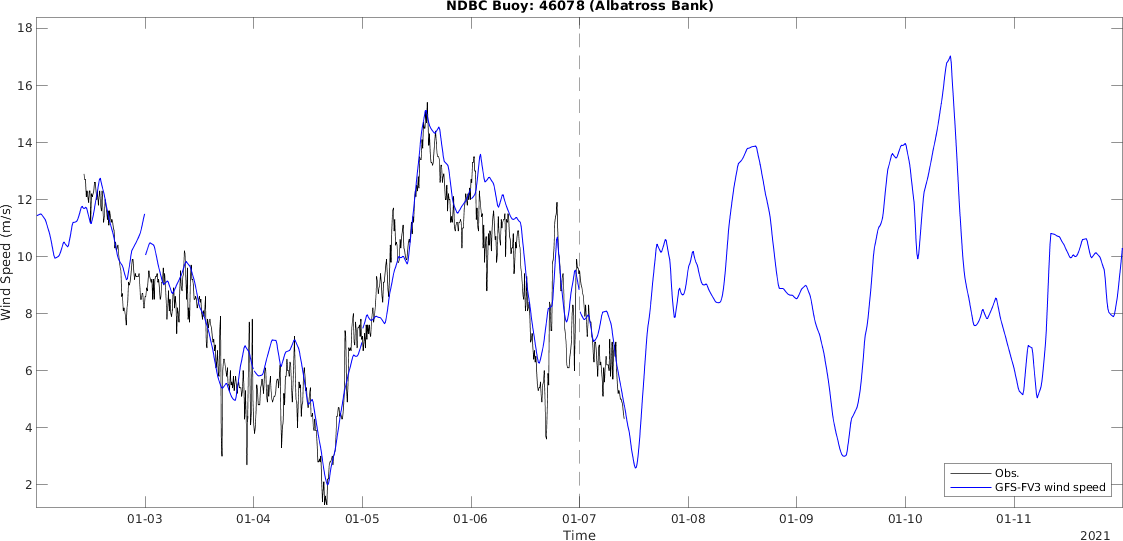 NDBC Buoy: 46078 (Albatross Bank)
18
16
14
12
10
8
6
4
2
Wind Speed (m/s)
Obs.
GFS-FV3 wind speed
01-03 01-04 01-05 01-06 01-07 01-08 01-09 01-10 01-11
Time
2021